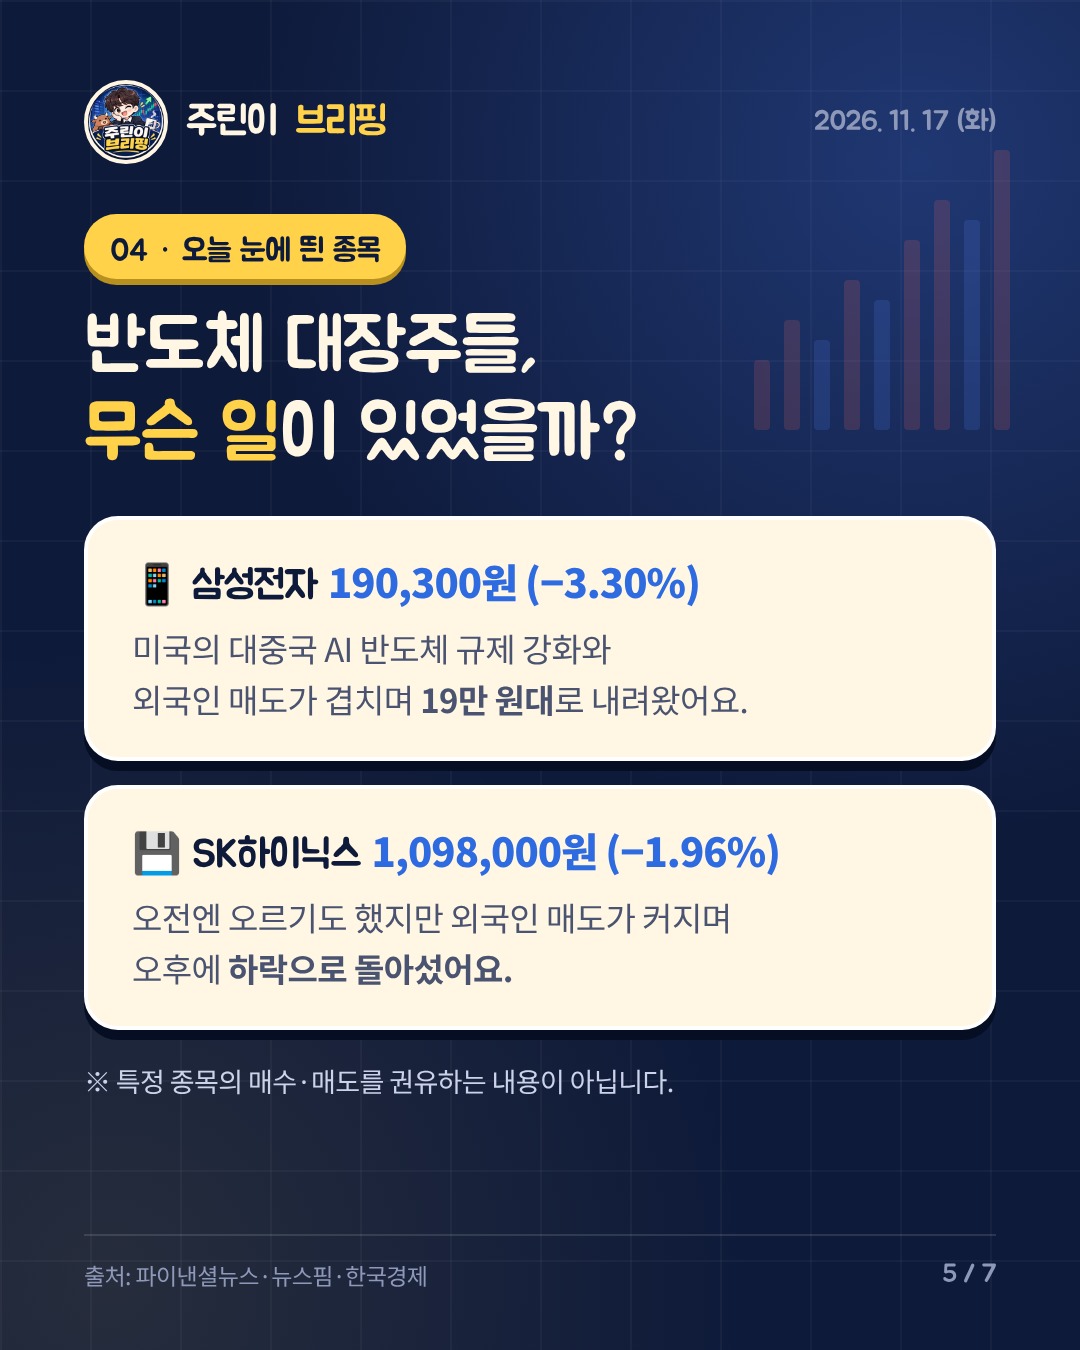 주린이 브리핑
주린이 브리핑
2026. 11. 17 (화)
04 · 오늘 눈에 띈 종목
반도체 대장주들,
무슨 일이 있었을까?
삼성전자 190,300원 (−3.30%)
미국의 대중국 AI 반도체 규제 강화와
외국인 매도가 겹치며 19만 원대로 내려왔어요.
SK하이닉스 1,098,000원 (−1.96%)
오전엔 오르기도 했지만 외국인 매도가 커지며
오후에 하락으로 돌아섰어요.
※ 특정 종목의 매수·매도를 권유하는 내용이 아닙니다.
출처: 파이낸셜뉴스·뉴스핌·한국경제
5 / 7